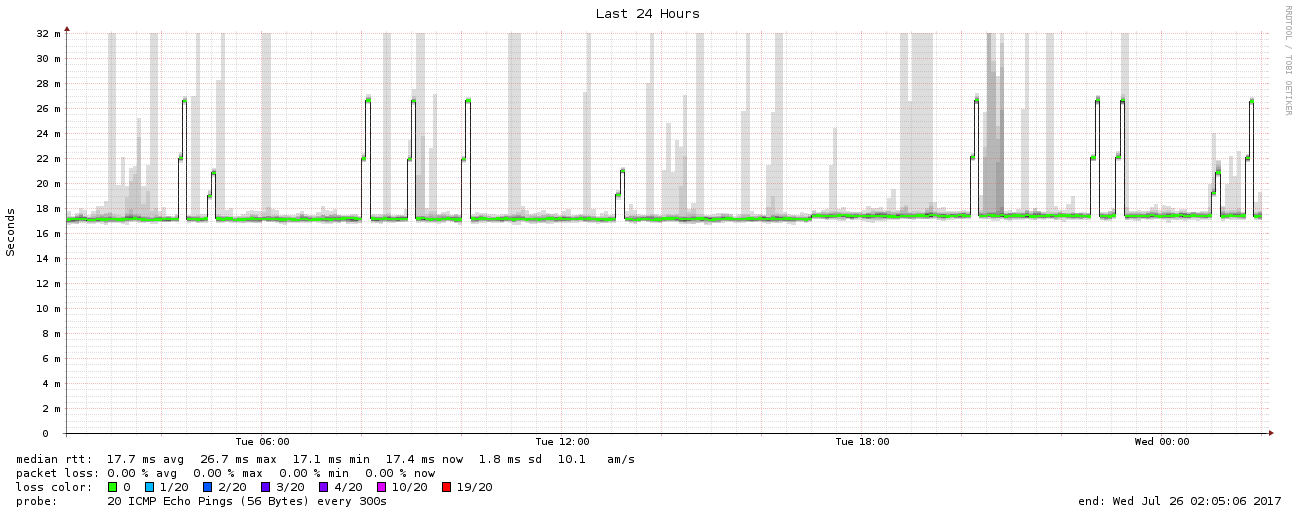 Last 24 Hours
RRDTOOL / TOBI OETIKER
Seconds
32 m
30 m
28 m
26 m
24 m
22 m
20 m
18 m
16 m
14 m
12 m
10 m
8 m
6 m
4 m
2 m
0
Tue 06:00 Tue 12:00 Tue 18:00 Wed 00:00
median rtt: 17.7 ms avg 26.7 ms max 17.1 ms min 17.4 ms now 1.8 ms sd 10.1 am/s
packet loss: 0.00 % avg 0.00 % max 0.00 % min 0.00 % now
loss color: 0 1/20 2/20 3/20 4/20 10/20 19/20
probe: 20 ICMP Echo Pings (56 Bytes) every 300s end: Wed Jul 26 02:05:06 2017